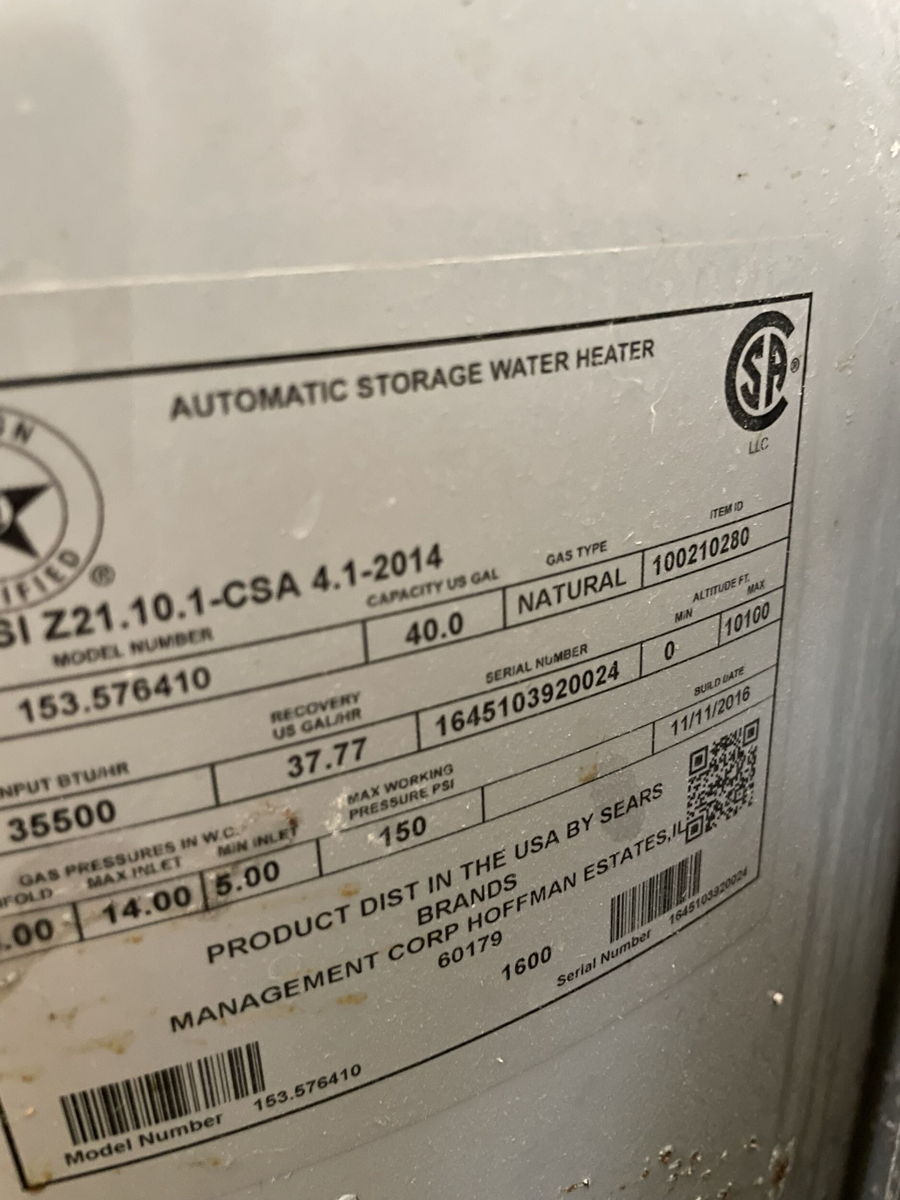 AUTOMATIC STORAGE WATER HEATER
SA ®
LLC
®
Z21.10.1-CSA 4.1-2014
MODEL NUMBER CAPACITY US GAL GAS TYPE ITEM ID
153.576410 40.0 NATURAL 100210280
INPUT BTU/HR RECOVERY US GAL/HR SERIAL NUMBER ALTITUDE FT. MIN MAX
35500 37.77 1645103920024 0 10100
GAS PRESSURES IN W.C. MAX WORKING BUILD DATE
MAX INLET MIN INLET PRESSURE PSI 11/11/2016
.00 14.00 5.00 150
PRODUCT DIST IN THE USA BY SEARS
BRANDS
MANAGEMENT CORP HOFFMAN ESTATES,IL
60179
1600
Serial Number 1645103920024
Model Number 153.576410